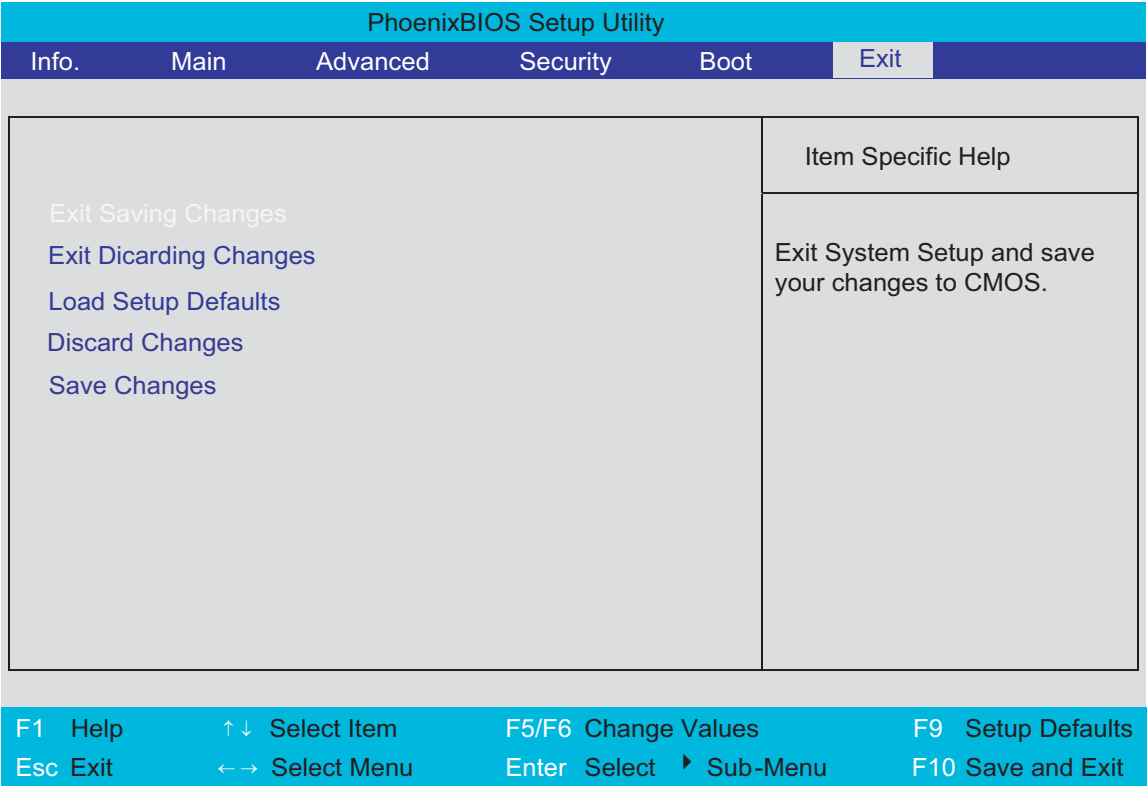 PhoenixBIOS Setup Utility
Info. Main Advanced Security Boot Exit
Item Specific Help
Exit Saving Changes
Exit Dicarding Changes
Load Setup Defaults
Discard Changes
Save Changes
Exit System Setup and save
your changes to CMOS.
F1 Help ↑↓ Select Item F5/F6 Change Values F9 Setup Defaults
Esc Exit ←→ Select Menu Enter Select ▸ Sub-Menu F10 Save and Exit